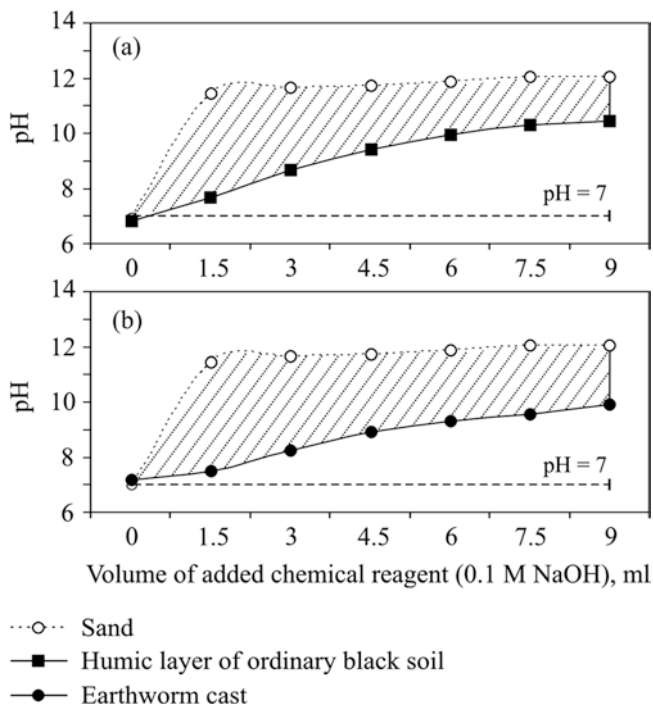 14
(a)
12
pH
10
8
pH = 7
6
0 1.5 3 4.5 6 7.5 9
14
(b)
12
pH
10
8
pH = 7
6
0 1.5 3 4.5 6 7.5 9
Volume of added chemical reagent (0.1 M NaOH), ml
Sand
Humic layer of ordinary black soil
Earthworm cast